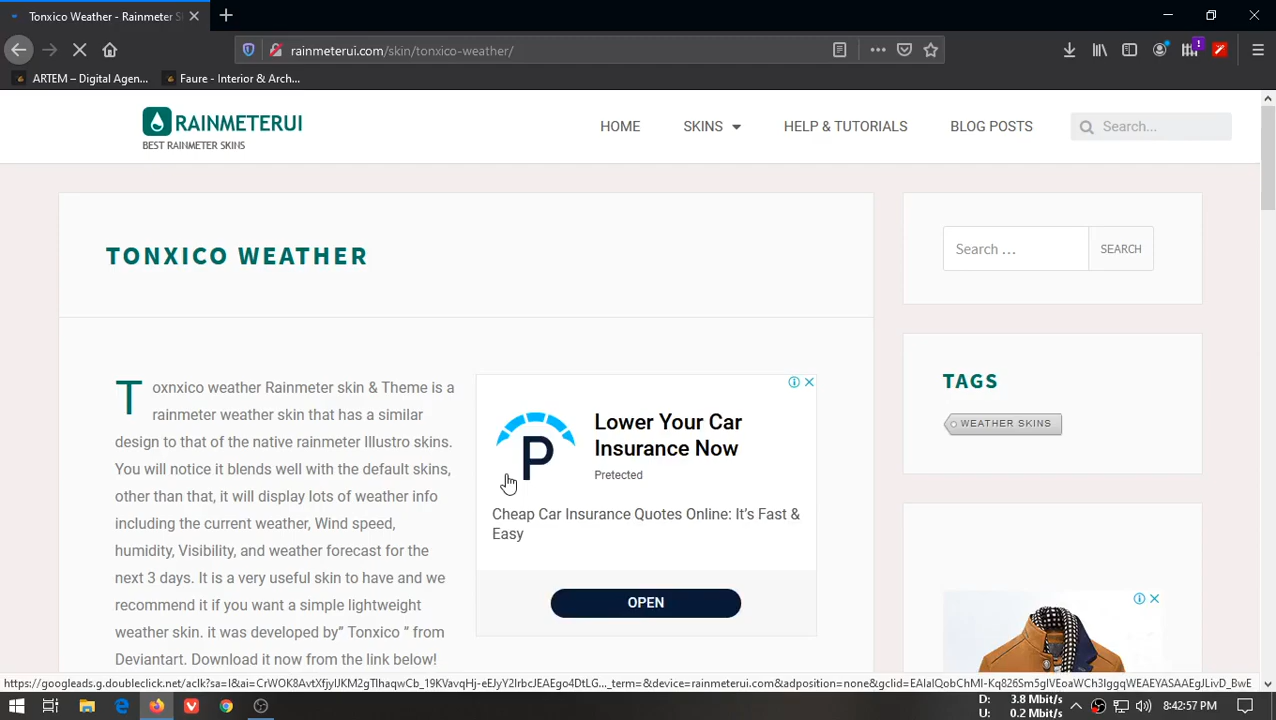 Tonxico Weather - Rainmeter S
rainmeterui.com/skin/tonxico-weather/
ARTEM – Digital Agen...
Faure - Interior & Arch...
RAINMETERUI
BEST RAINMETER SKINS
HOME
SKINS
HELP & TUTORIALS
BLOG POSTS
Search...
TONXICO WEATHER
Search …
SEARCH
TAGS
WEATHER SKINS
Toxnxico weather Rainmeter skin & Theme is a
rainmeter weather skin that has a similar
design to that of the native rainmeter Illustro skins.
You will notice it blends well with the default skins,
other than that, it will display lots of weather info
including the current weather, Wind speed,
humidity, Visibility, and weather forecast for the
next 3 days. It is a very useful skin to have and we
recommend it if you want a simple lightweight
weather skin. it was developed by” Tonxico “ from
Deviantart. Download it now from the link below!
P
Lower Your Car
Insurance Now
Pretected
Cheap Car Insurance Quotes Online: It’s Fast &
Easy
OPEN
D: 3.8 Mbit/s
U: 0.2 Mbit/s
8:42:57 PM